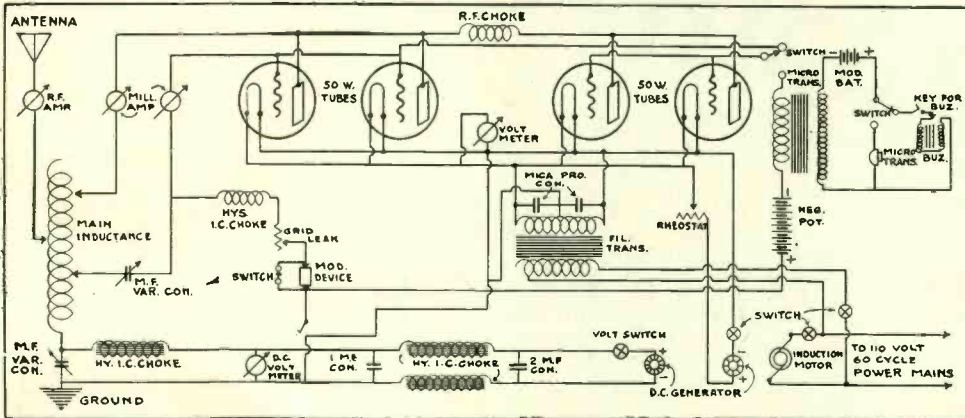 ANTENNA
R.F. CHOKE
R.F.
AMR
MILL.
AMP
50 W.
TUBES
50 W.
TUBES
VOLT
METER
SWITCH
MICRO
TRANS.
- +
MOD.
BAT.
KEY FOR
BUZ.
SWITCH
MICRO
TRANS.
BUZ.
MAIN
INDUCTANCE
HYS.
I.C. CHOKE
GRID
LEAK
MICA PRO.
CON.
RHEOSTAT
FIL.
TRANS.
NEG.
POT.
+
M.F.
VAR. CON.
SWITCH
MOD.
DEVICE
M.F.
VAR.
CON.
HY. I.C. CHOKE
D.C.
VOLT
METER
1 M.F.
CON.
HY. I.C. CHOKE
2 M.F.
CON.
VOLT SWITCH
+
-
D.C. GENERATOR
-
+
SWITCH
INDUCTION
MOTOR
TO 110 VOLT
60 CYCLE
POWER MAINS
GROUND